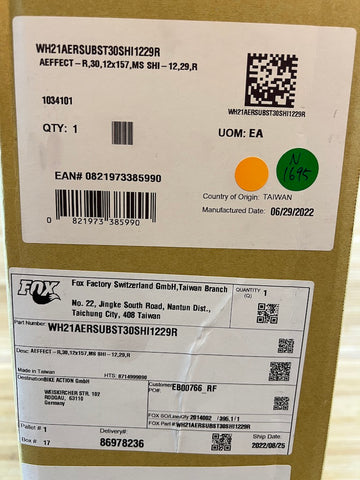 WH21AERSUBST30SHI1229R
AEFFECT-R,30,12x157,MS SHI-12,29,R
WH21AERSUBST30SHI1229R
1034101
QTY: 1
UOM: EA
EAN# 0821973385990
N
1695
0 821973 385990
Country of Origin: TAIWAN
Manufactured Date: 06/29/2022
FOX
Fox Factory Switzerland GmbH,Taiwan Branch
No. 22, Jingke South Road, Nantun Dist.,
Taichung City, 408 Taiwan
QUANTITY
(Q)
1
Part Number:
WH21AERSUBST30SHI1229R
Desc: AEFFECT-R,30,12x157,MS SHI-12,29,R
Made in Taiwan
HTS: 8714999090
Destination:
BIKE ACTION GmbH
WEISKIRCHER STR. 102
RODGAU, 63110
Germany
Customer
PO#:
EB00766_RF
FOX SO/Line/Qty 2014002 /395.1/1
FOX Part# WH21AERSUBST30SHI1229R
Pallet # 1
Box # 17
Delivery#:
86978236
Ship Date:
2022/08/25